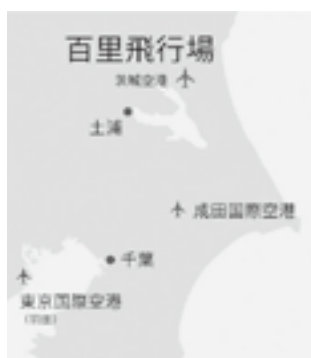 百里飛行場
茨城空港
土浦
成田国際空港
千葉
東京国際空港
(羽田)